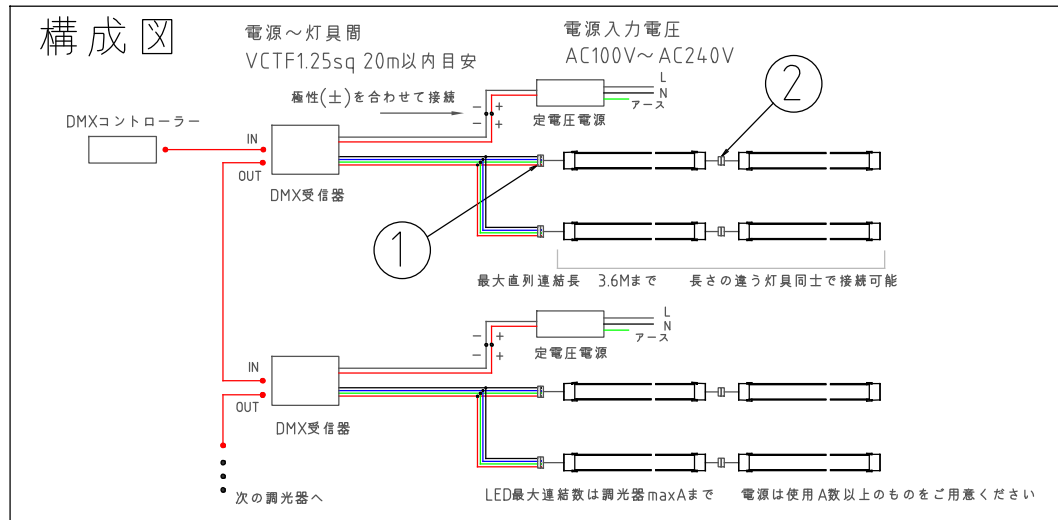 構成図
電源～灯具間
VCTF1.25sq 20m以内目安
電源入力電圧
AC100V～AC240V
極性(±)を合わせて接続
L
N
アース
定電圧電源
DMXコントローラー
IN
OUT
DMX受信器
－ ＋
－ ＋
1
2
最大直列連結長 3.6Mまで 長さの違う灯具同士で接続可能
L
N
アース
定電圧電源
－ ＋
－ ＋
IN
OUT
DMX受信器
次の調光器へ
LED最大連結数は調光器maxAまで 電源は使用A数以上のものをご用意ください